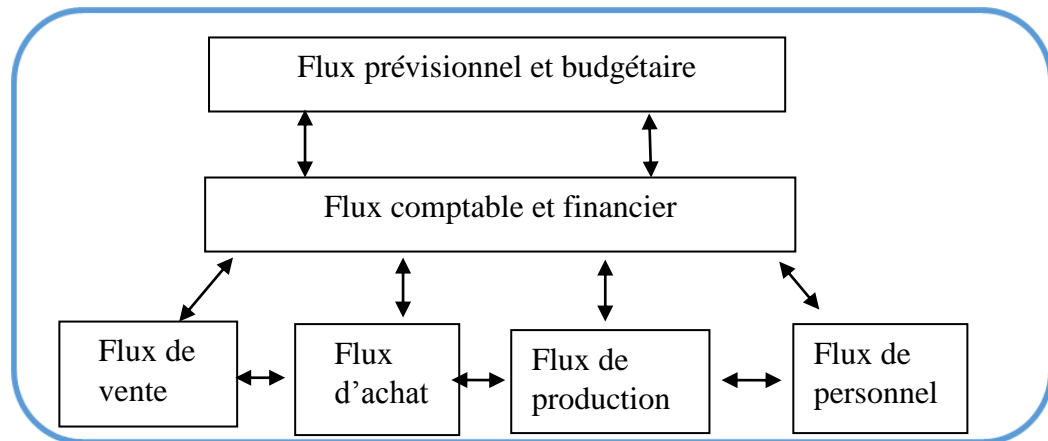 Flux prévisionnel et budgétaire
Flux comptable et financier
Flux de
vente
Flux
d’achat
Flux de
production
Flux de
personnel